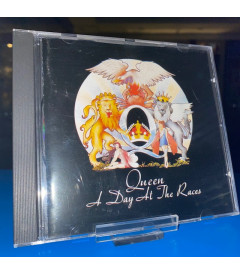 Queen
A Day At The Races